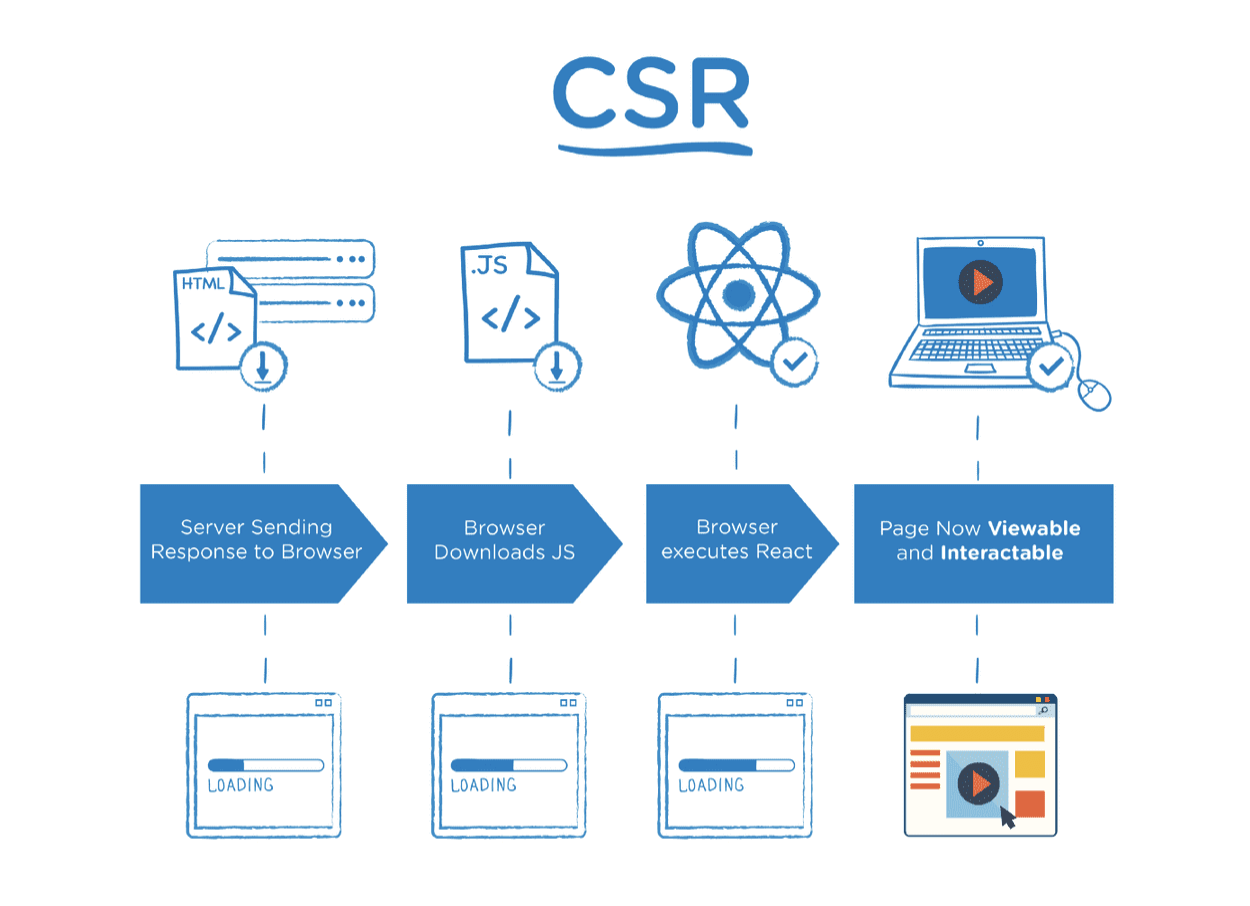 CSR
HTML
</>
.JS
</>
Server Sending
Response to Browser
Browser
Downloads JS
Browser
executes React
Page Now Viewable
and Interactable
LOADING
LOADING
LOADING